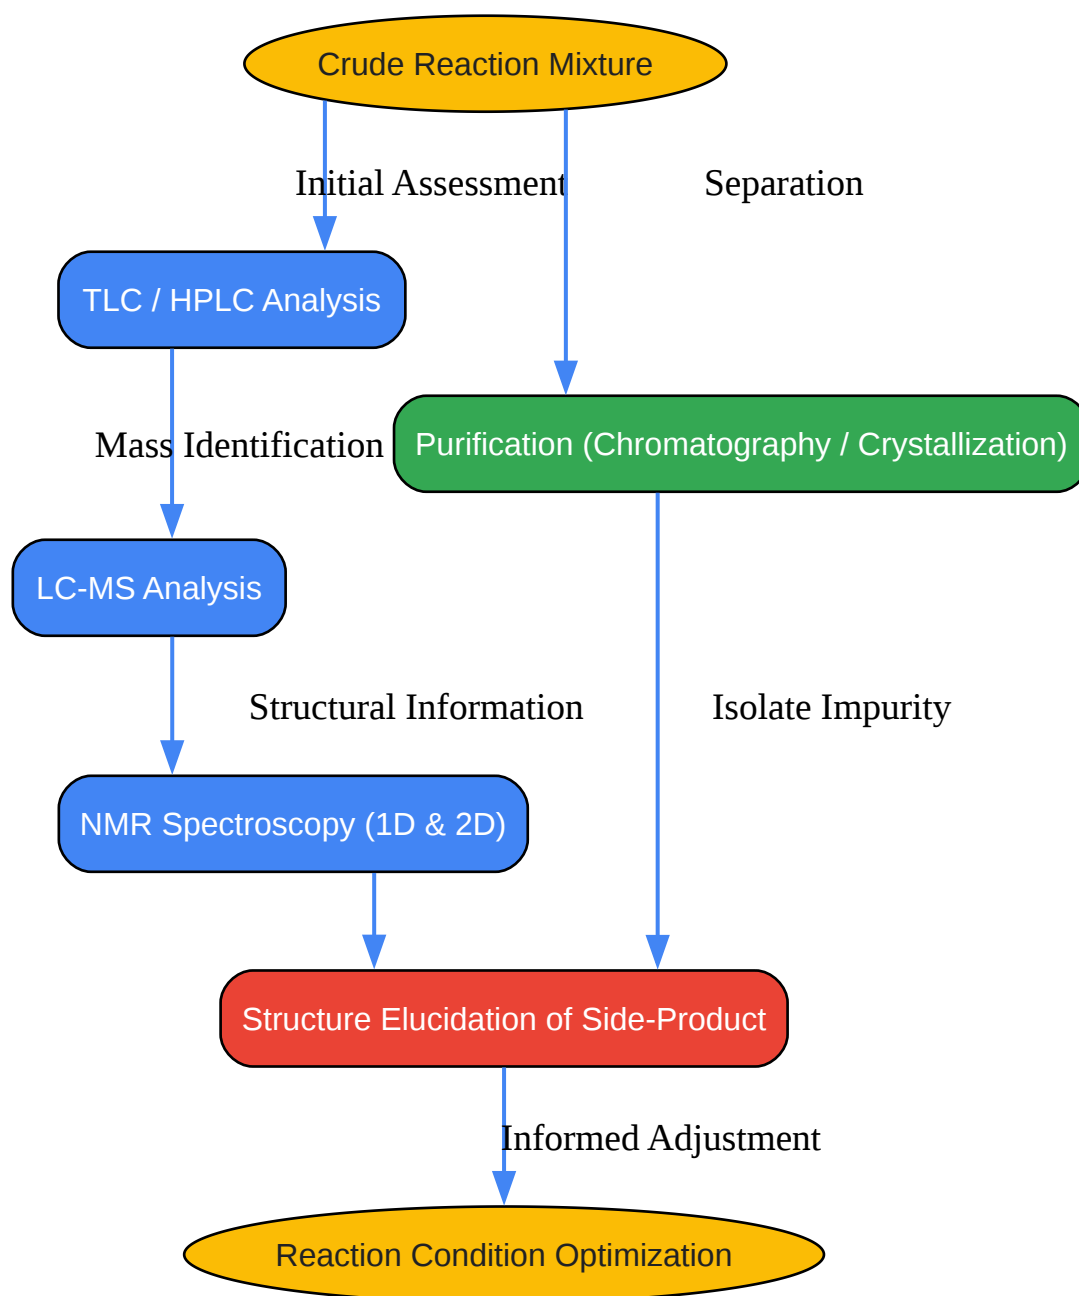 Crude Reaction Mixture
Initial Assessment
Separation
TLC / HPLC Analysis
Mass Identification
Purification (Chromatography / Crystallization)
LC-MS Analysis
Structural Information
Isolate Impurity
NMR Spectroscopy (1D & 2D)
Structure Elucidation of Side-Product
Informed Adjustment
Reaction Condition Optimization